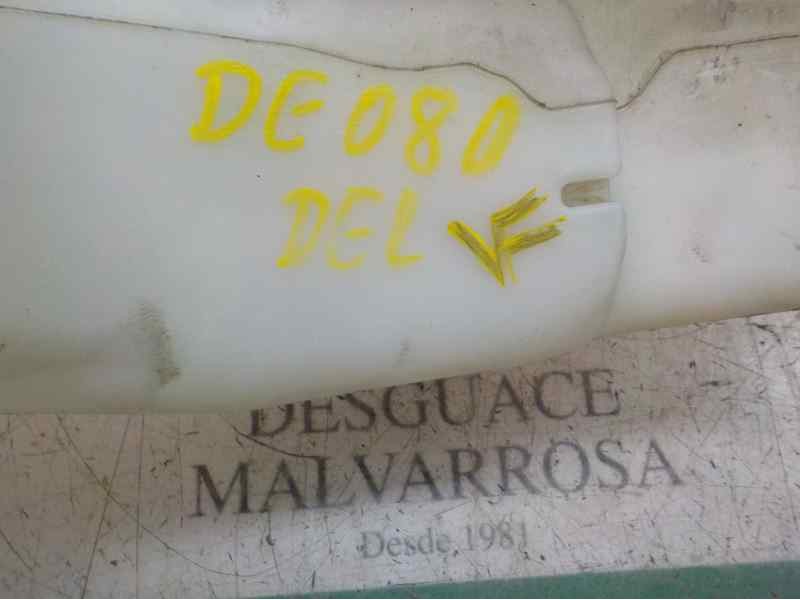 DE080
DEL
DESGUACE
MALVARROSA
Desde 1981